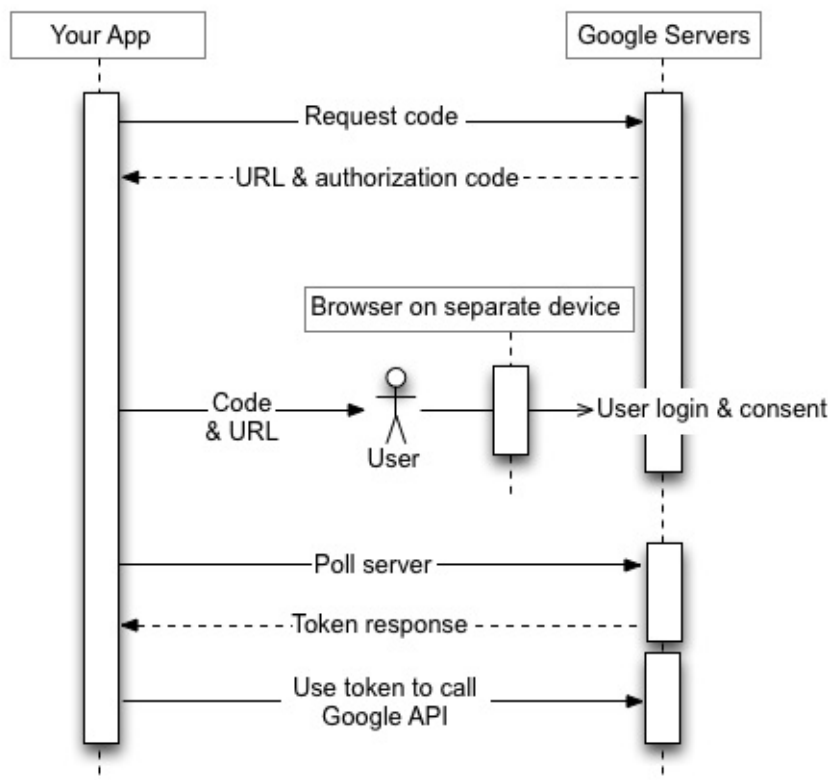 Your App
Google Servers
Request code
URL & authorization code
Browser on separate device
Code
& URL
User
User login & consent
Poll server
Token response
Use token to call
Google API